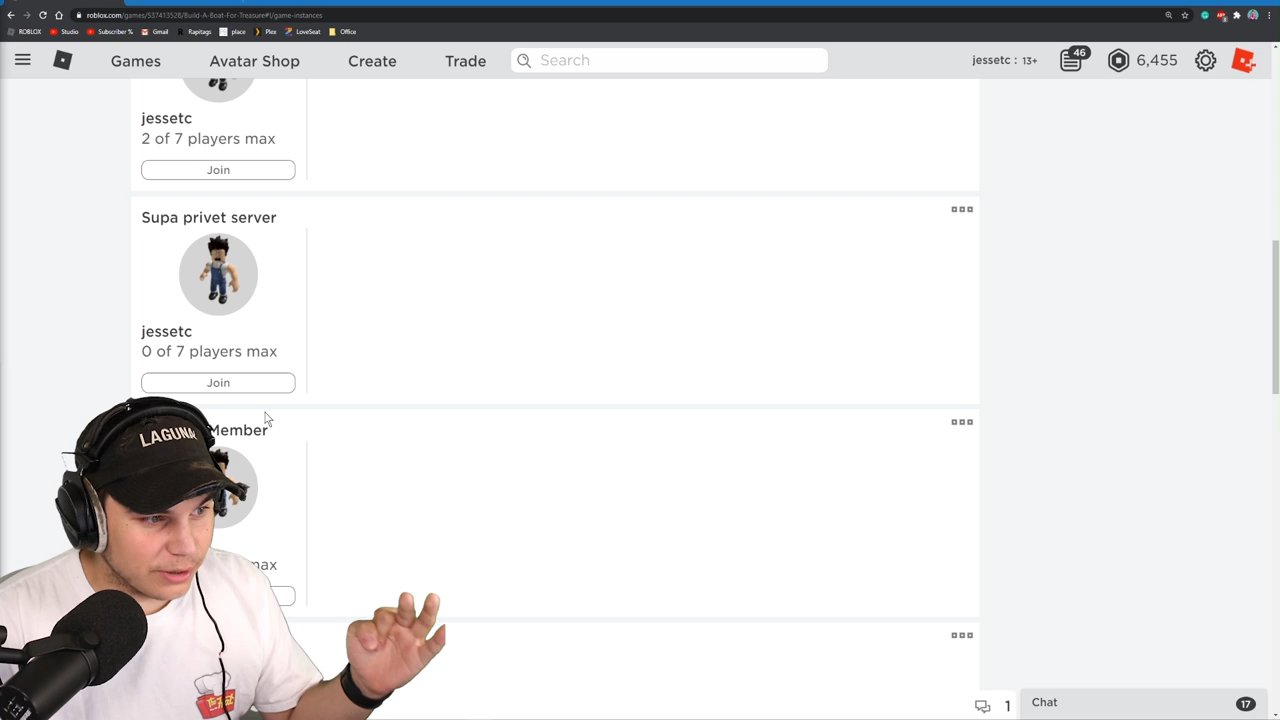 roblox.com/games/537413528/Build-A-Boat-For-Treasure#!/game-instances
ROBLOX Studio Subscriber % Gmail Rapitags place Plex LoveSeat Office
Games Avatar Shop Create Trade Search jessetc : 13+ 46 6,455
jessetc
2 of 7 players max
Join
Supa privet server
jessetc
0 of 7 players max
Join
Member
LAGUNA
max
1 Chat 17